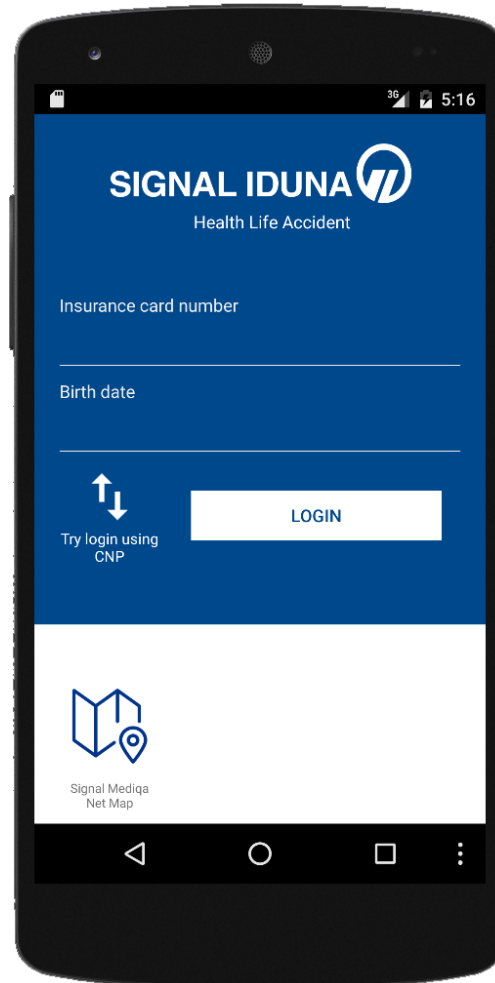 3G 5:16
SIGNAL IDUNA
Health Life Accident
Insurance card number
Birth date
Try login using
CNP
LOGIN
Signal Mediqa
Net Map